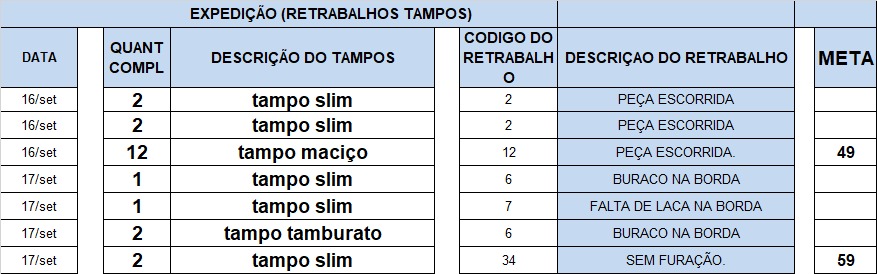 EXPEDIÇÃO (RETRABALHOS TAMPOS)
DATA QUANT COMPL DESCRIÇÃO DO TAMPOS CODIGO DO RETRABALHO DESCRIÇAO DO RETRABALHO META
16/set 2 tampo slim 2 PEÇA ESCORRIDA
2 tampo slim 2 PEÇA ESCORRIDA
16/set 12 tampo maciço 12 PEÇA ESCORRIDA. 49
17/set 1 tampo slim 6 BURACO NA BORDA
17/set 1 tampo slim 7 FALTA DE LACA NA BORDA
17/set 2 tampo tamburato 6 BURACO NA BORDA
17/set 2 tampo slim 34 SEM FURAÇÃO. 59